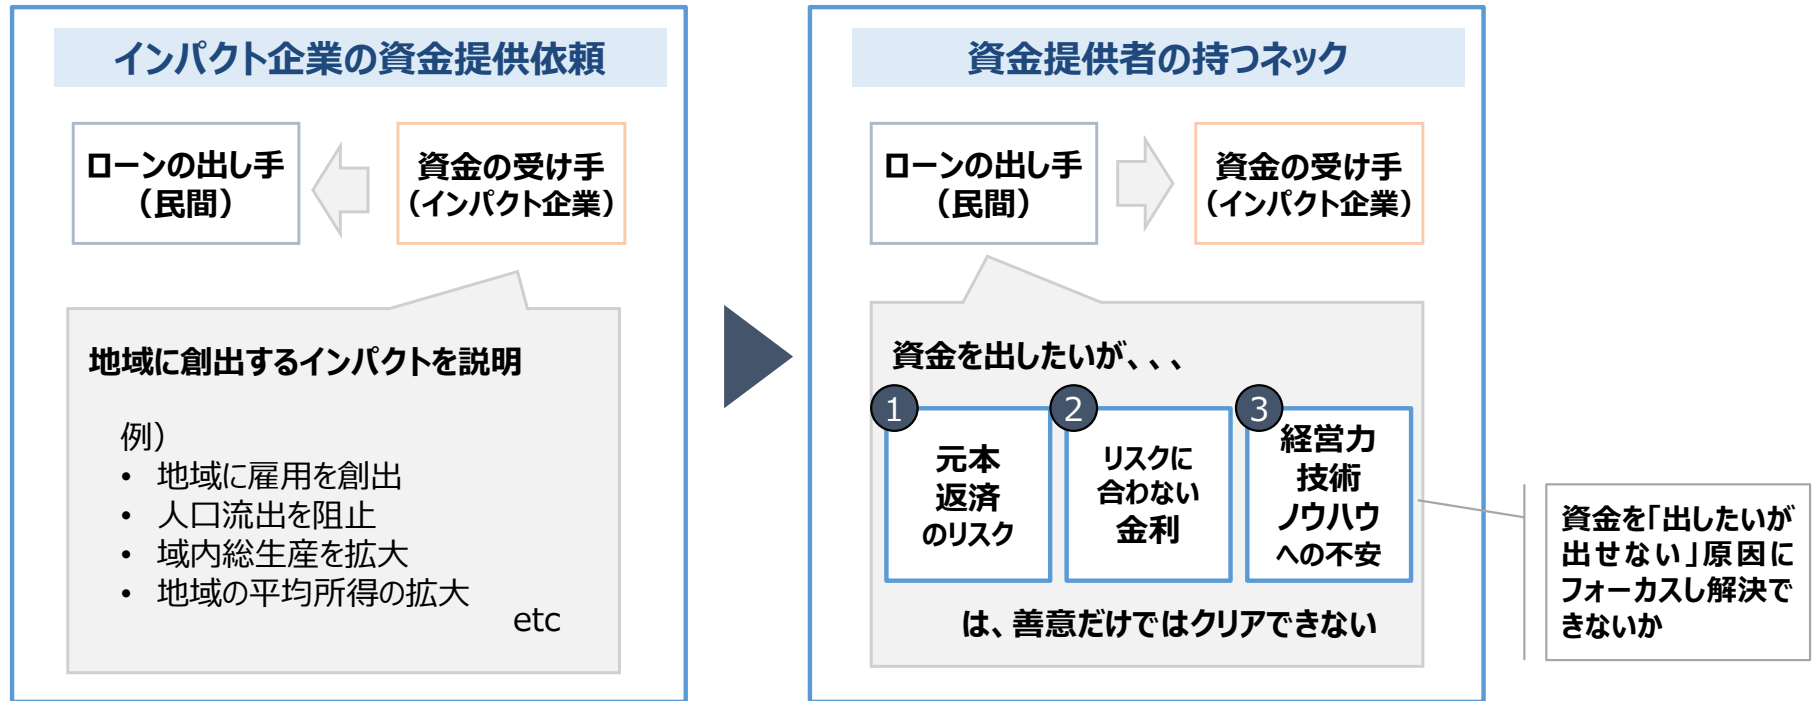 インパクト企業の資金提供依頼
ローンの出し手
（民間）
資金の受け手
（インパクト企業）
地域に創出するインパクトを説明
例）
• 地域に雇用を創出
• 人口流出を阻止
• 域内総生産を拡大
• 地域の平均所得の拡大
etc
資金提供者の持つネック
ローンの出し手
（民間）
資金の受け手
（インパクト企業）
資金を出したいが、、、
1
元本
返済
のリスク
2
リスクに
合わない
金利
3
経営力
技術
ノウハウ
への不安
は、善意だけではクリアできない
資金を「出したいが
出せない」原因に
フォーカスし解決で
きないか